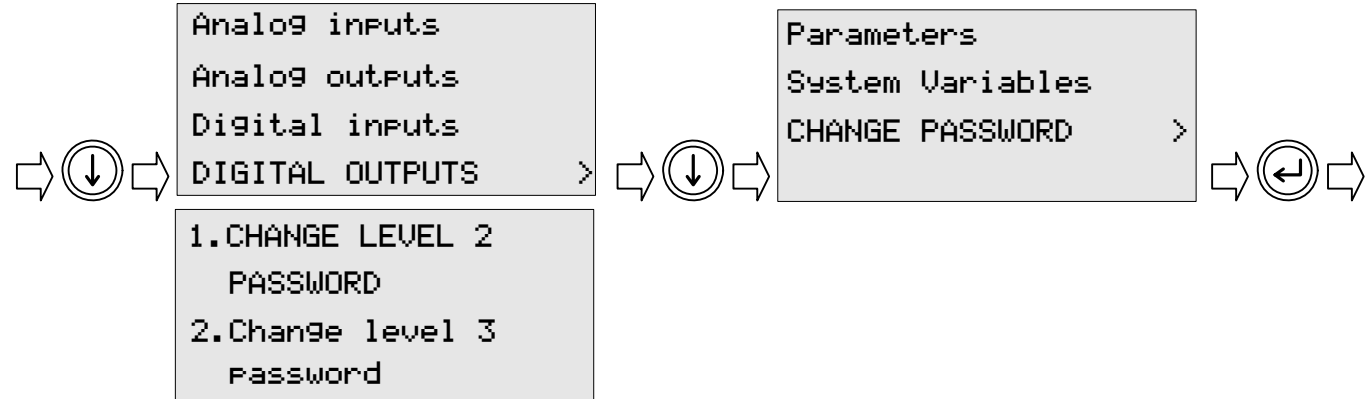 Analog inputs
Analog outputs
Digital inputs
DIGITAL OUTPUTS >
Parameters
System Variables
CHANGE PASSWORD >
1.CHANGE LEVEL 2
PASSWORD
2.Change level 3
password